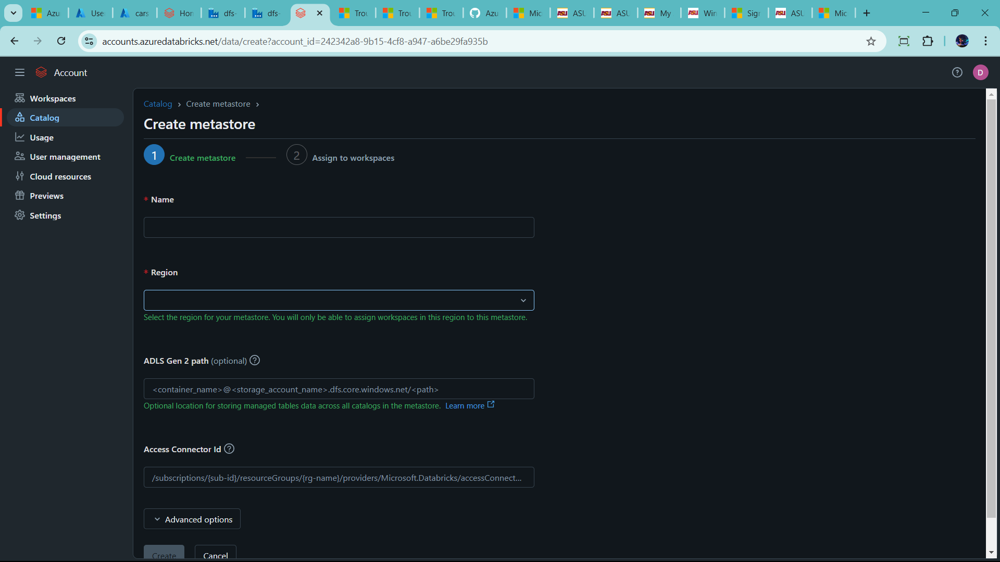 Azu
Use
cars
Hon
dfs-
dfs-
Trou
Trou
Trou
Azu
Mic
ASU
ASU
My
Win
Sign
ASU
Mic
accounts.azuredatabricks.net/data/create?account_id=242342a8-9b15-4cf8-a947-a6be29fa935b
Account
D
Workspaces
Catalog
Usage
User management
Cloud resources
Previews
Settings
Catalog › Create metastore ›
Create metastore
1 Create metastore
2 Assign to workspaces
* Name
* Region
Select the region for your metastore. You will only be able to assign workspaces in this region to this metastore.
ADLS Gen 2 path (optional)
<container_name>@<storage_account_name>.dfs.core.windows.net/<path>
Optional location for storing managed tables data across all catalogs in the metastore. Learn more
Access Connector Id
/subscriptions/{sub-id}/resourceGroups/{rg-name}/providers/Microsoft.Databricks/accessConnect...
Advanced options
Create
Cancel